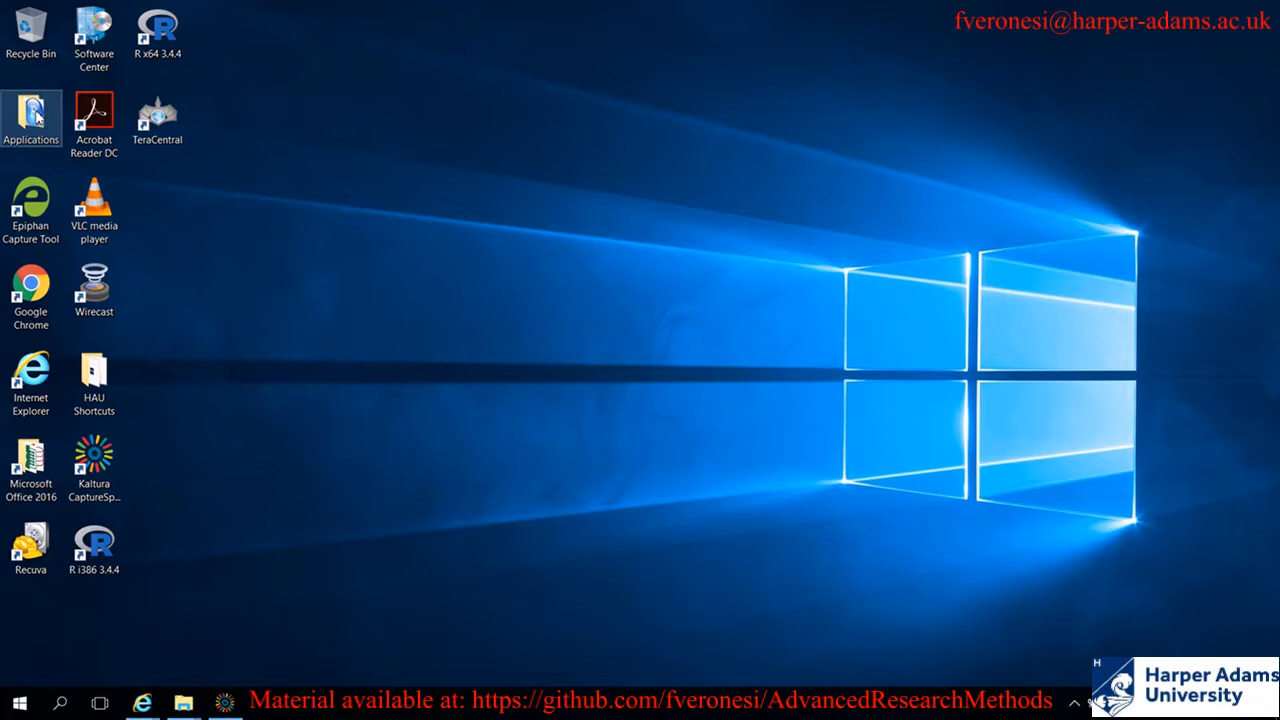 fveronesi@harper-adams.ac.uk
Recycle Bin
Software
Center
R x64 3.4.4
Applications
Acrobat
Reader DC
TeraCentral
Epiphan
Capture Tool
VLC media
player
Google
Chrome
Wirecast
Internet
Explorer
HAU
Shortcuts
Microsoft
Office 2016
Kaltura
CaptureSp...
Recuva
R i386 3.4.4
Material available at: https://github.com/fveronesi/AdvancedResearchMethods
H
Harper Adams
University